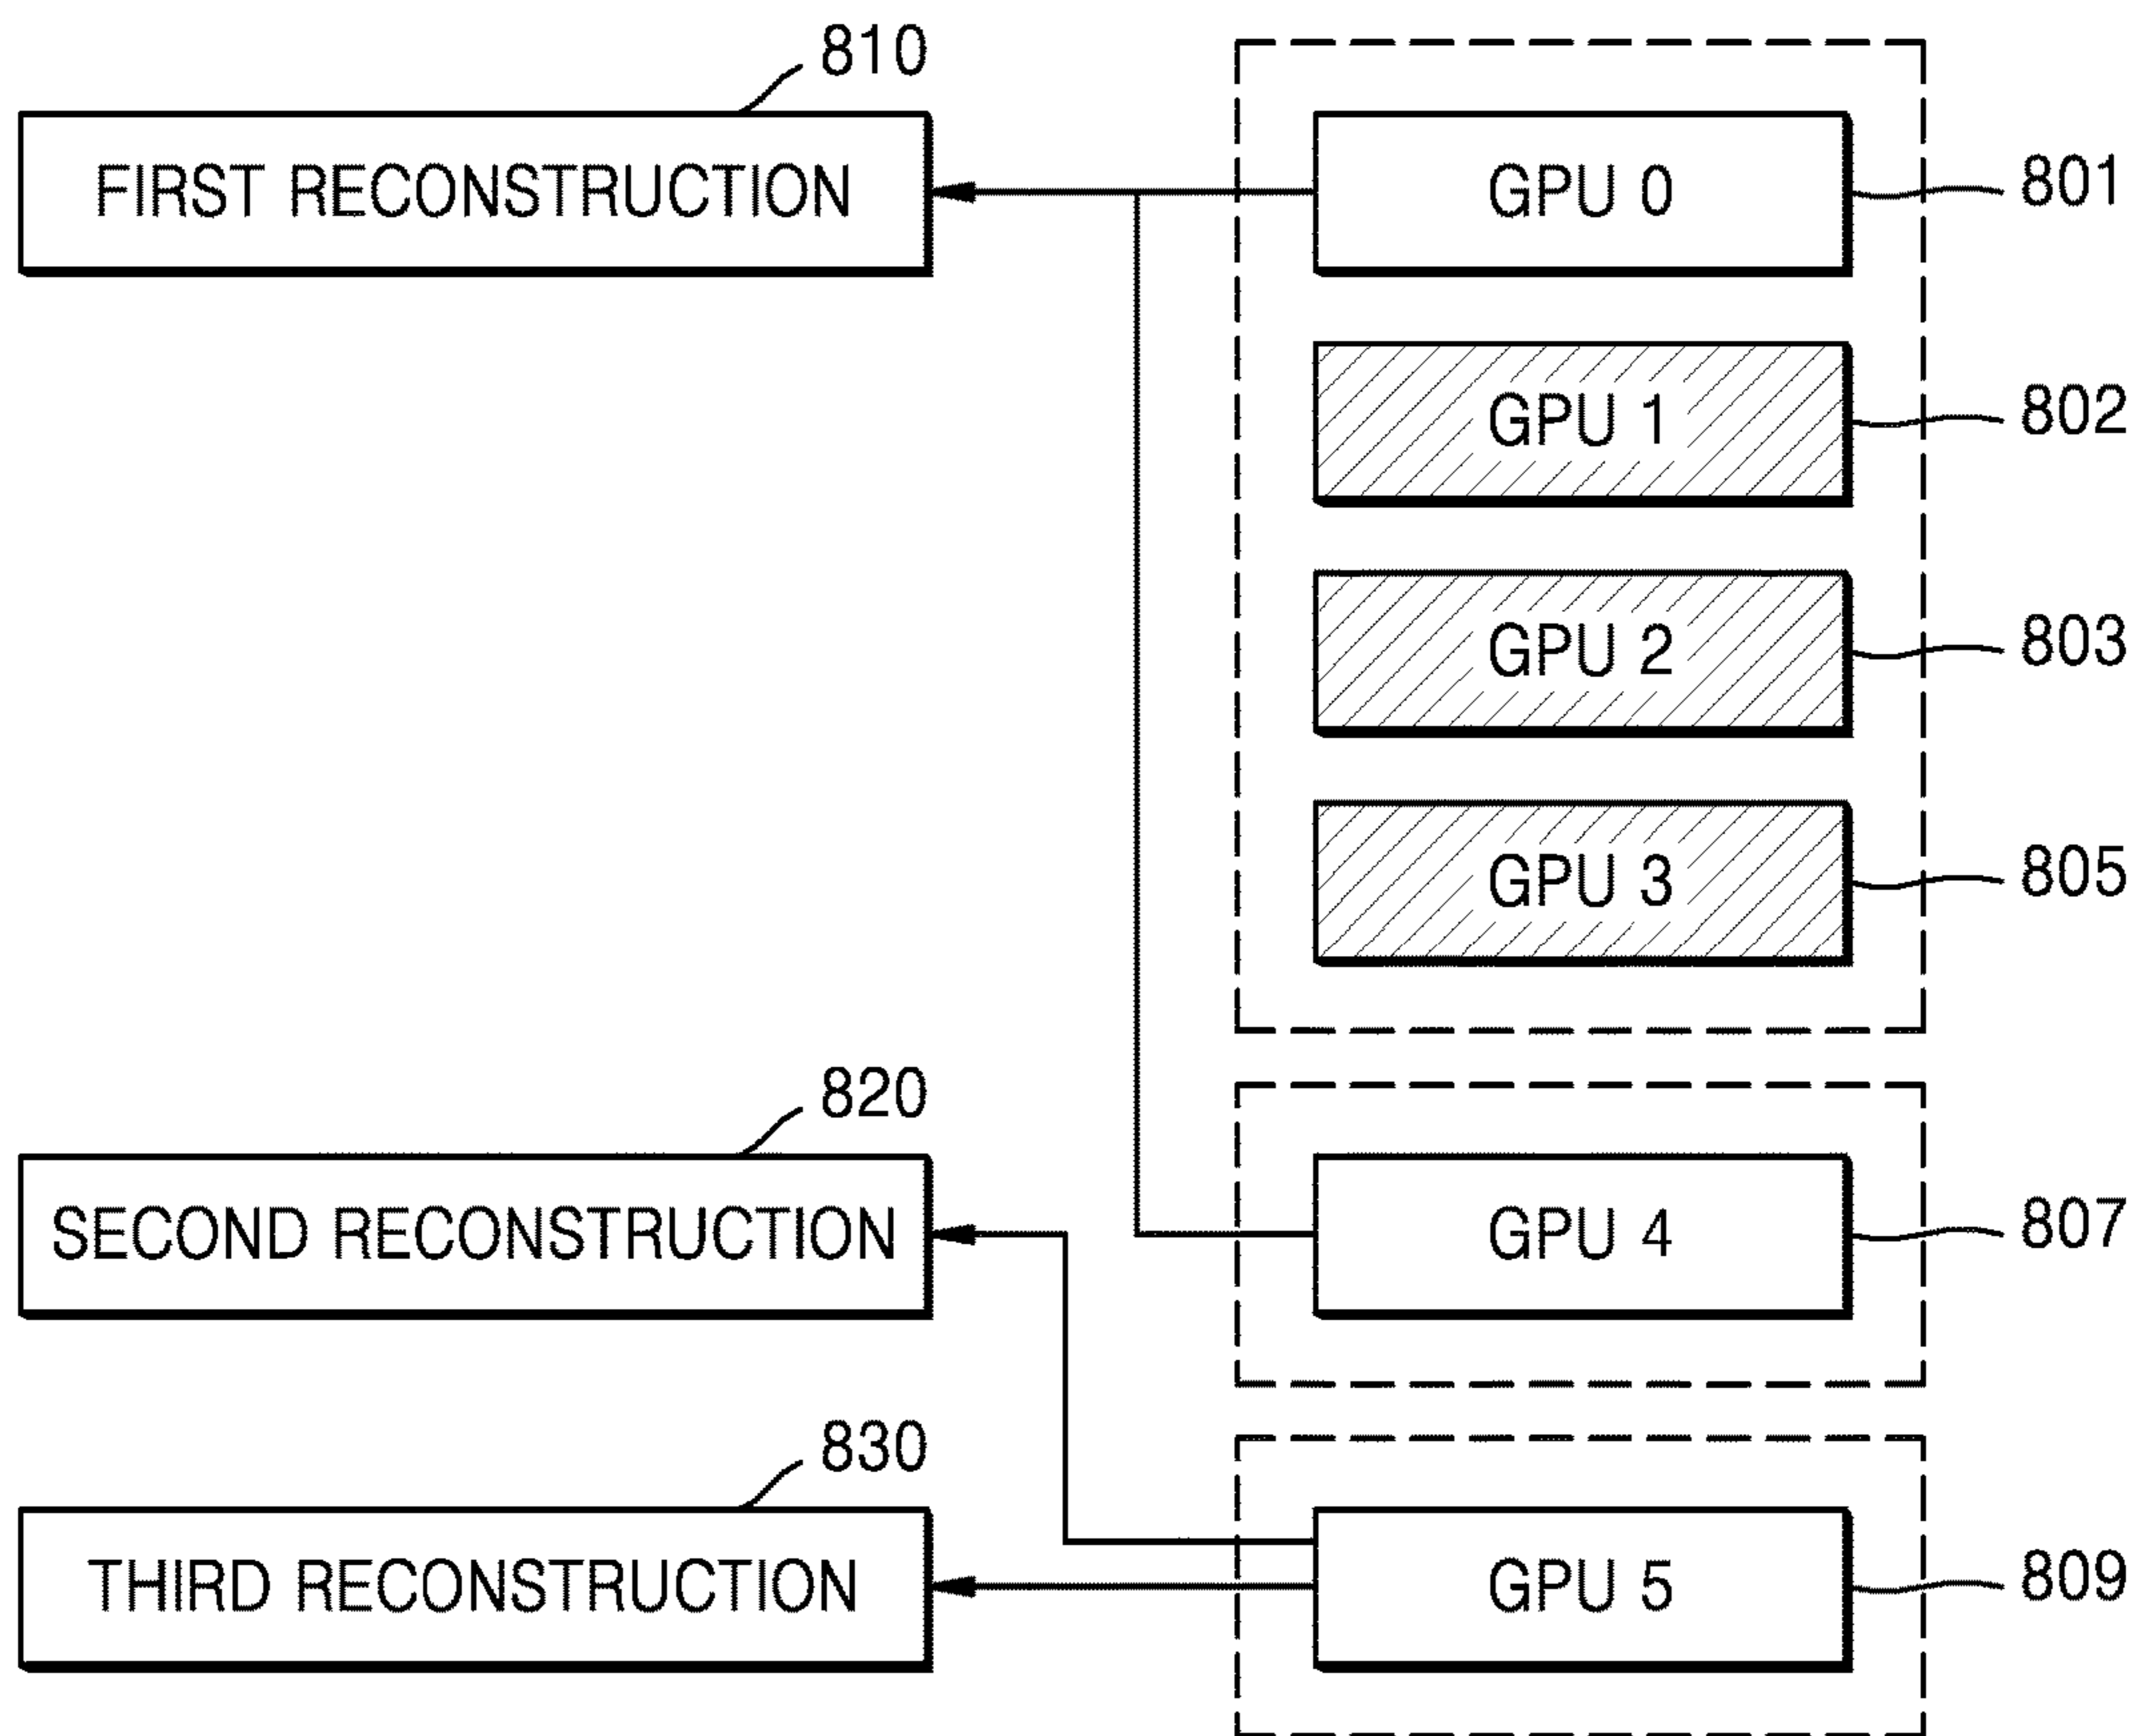 810
FIRST RECONSTRUCTION
GPU 0
801
GPU 1
802
GPU 2
803
GPU 3
805
820
SECOND RECONSTRUCTION
GPU 4
807
830
THIRD RECONSTRUCTION
GPU 5
809